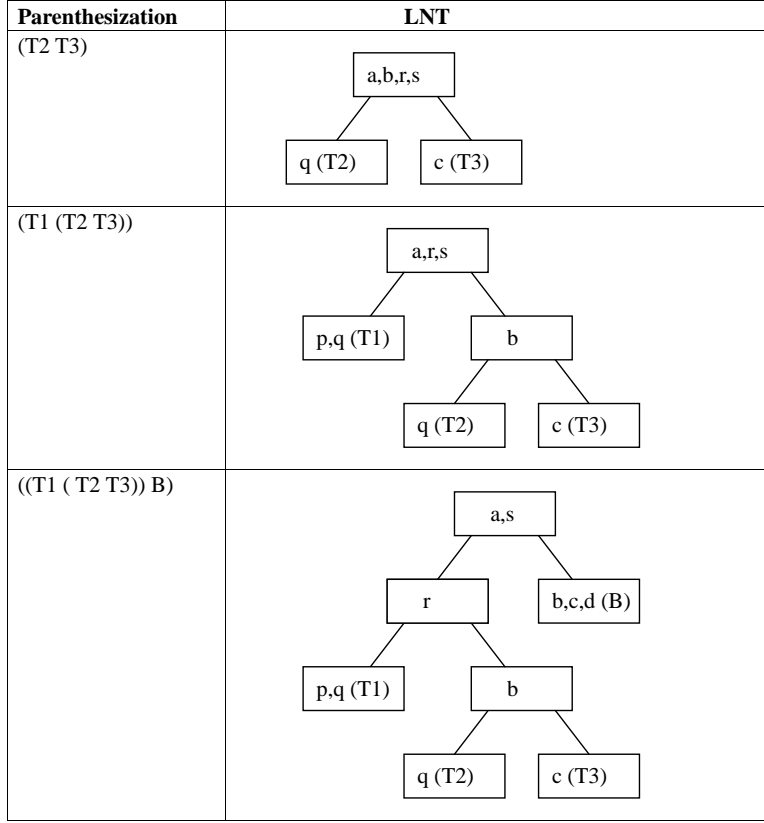 Parenthesization LNT
(T2 T3)
a,b,r,s
q (T2) c (T3)
(T1 (T2 T3))
a,r,s
p,q (T1) b
q (T2) c (T3)
((T1 ( T2 T3)) B)
a,s
r b,c,d (B)
p,q (T1) b
q (T2) c (T3)